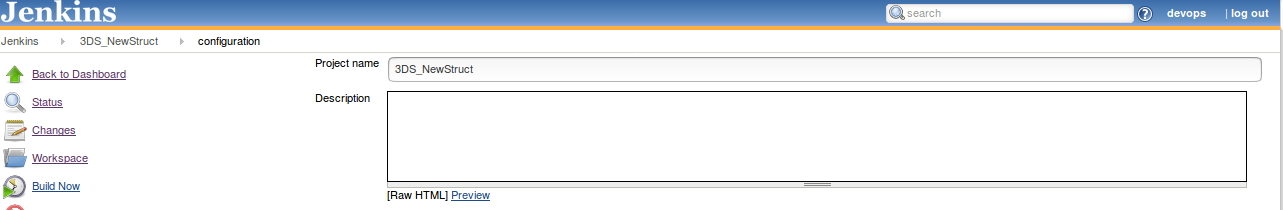 Jenkins
search
devops
| log out
Jenkins
3DS_NewStruct
configuration
Back to Dashboard
Status
Changes
Workspace
Build Now
Project name
3DS_NewStruct
Description
[Raw HTML] Preview